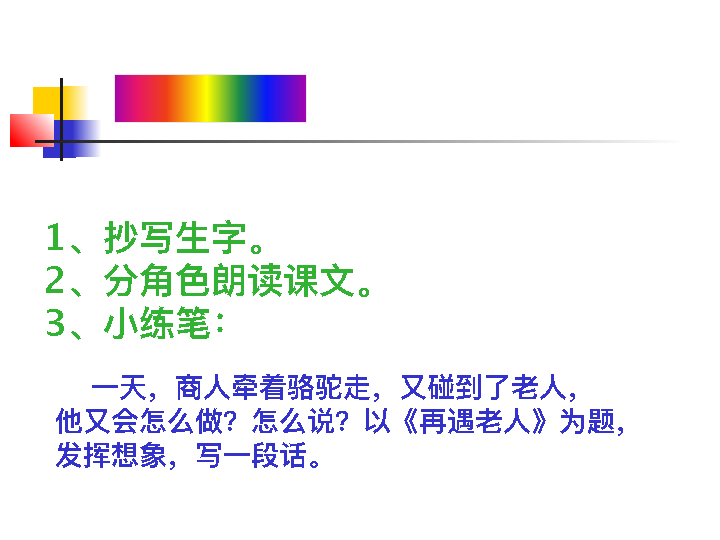 1、抄写生字。
2、分角色朗读课文。
3、小练笔：
一天，商人牵着骆驼走，又碰到了老人，
他又会怎么做？怎么说？以《再遇老人》为题，
发挥想象，写一段话。